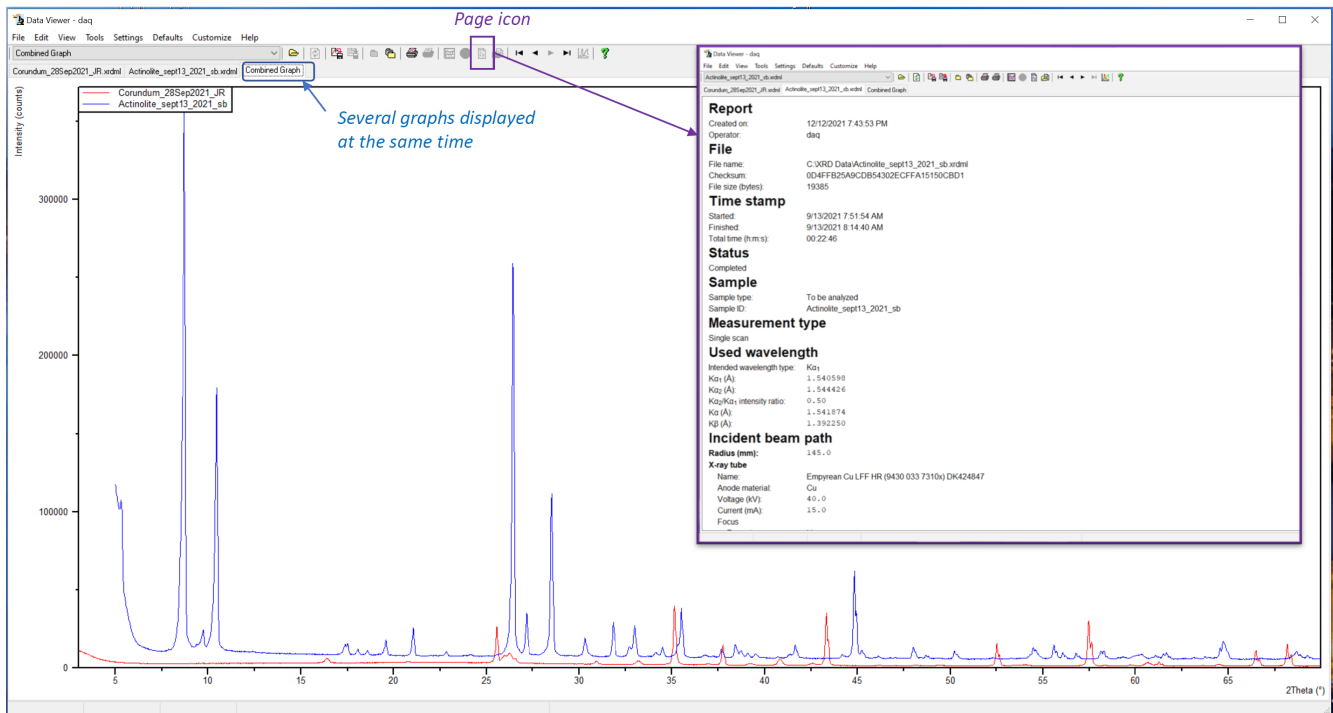 Data Viewer - daq
Page icon
File Edit View Tools Settings Defaults Customize Help
Combined Graph
Corundum_28Sep2021_JR.xrdml Actinolite_sept13_2021_sb.xrdml Combined Graph
Intensity (counts)
Corundum_28Sep2021_JR
Actinolite_sept13_2021_sb
Several graphs displayed
at the same time
300000
200000
100000
0
5 10 15 20 25 30 35 40 45 50 55 60 65
2Theta (°)
Data Viewer - daq
File Edit View Tools Settings Defaults Customize Help
Actinolite_sept13_2021_sb.xrdml
Corundum_28Sep2021_JR.xrdml Actinolite_sept13_2021_sb.xrdml Combined Graph
Report
Created on: 12/12/2021 7:43:53 PM
Operator: daq
File
File name: C:\XRD Data\Actinolite_sept13_2021_sb.xrdml
Checksum: 0D4FFB25A9CDB54302ECFFA15150CBD1
File size (bytes): 19385
Time stamp
Started: 9/13/2021 7:51:54 AM
Finished: 9/13/2021 8:14:40 AM
Total time (h:m:s): 00:22:46
Status
Completed
Sample
Sample type: To be analyzed
Sample ID: Actinolite_sept13_2021_sb
Measurement type
Single scan
Used wavelength
Intended wavelength type: Kα₁
Kα₁ (Å): 1.540598
Kα₂ (Å): 1.544426
Kα₂/Kα₁ intensity ratio: 0.50
Kα (Å): 1.541874
Kβ (Å): 1.392250
Incident beam path
Radius (mm): 145.0
X-ray tube
Name: Empyrean Cu LFF HR (9430 033 7310x) DK424847
Anode material: Cu
Voltage (kV): 40.0
Current (mA): 15.0
Focus